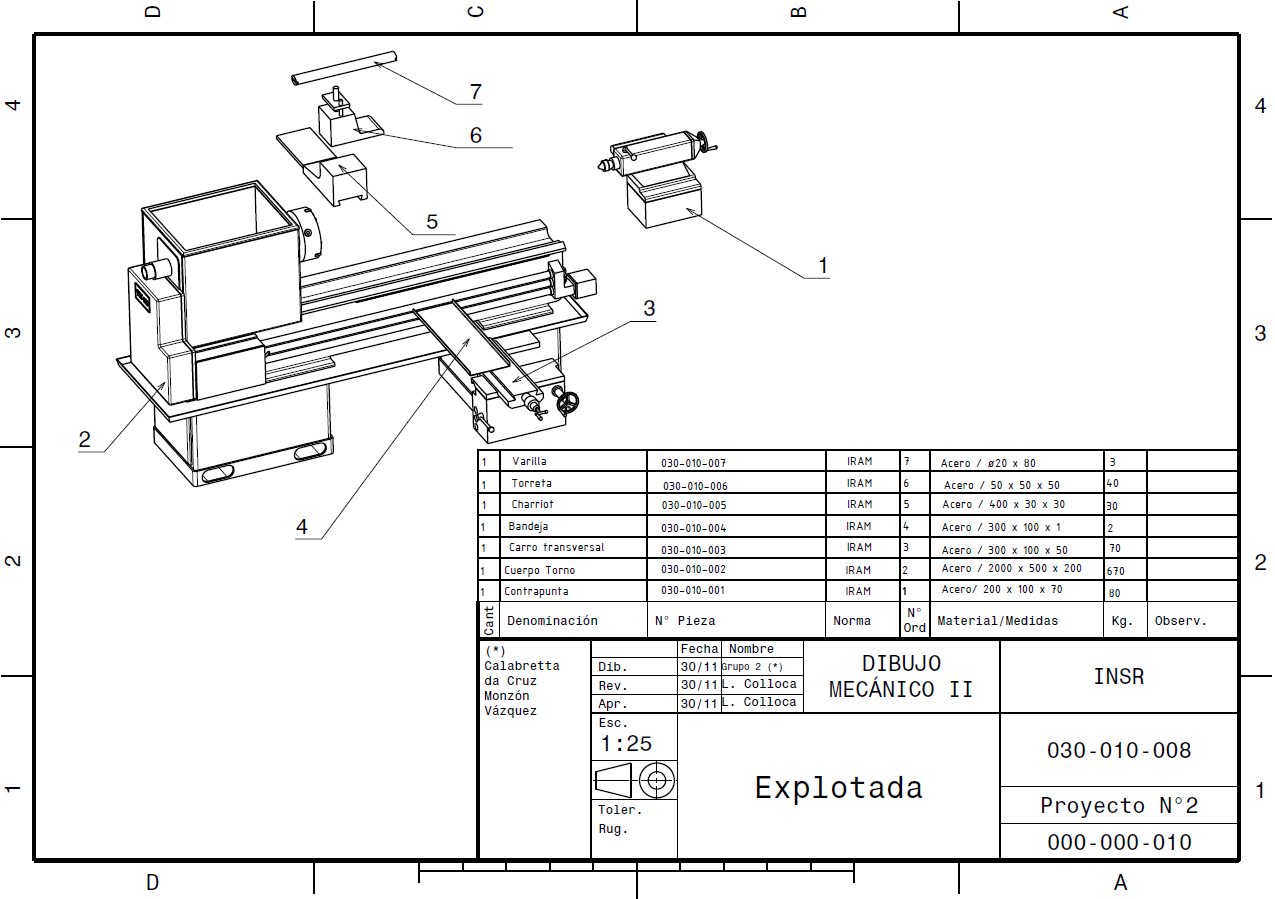 D C B A
4 4
7
6
5
1
3
3 3
2
4
1 Varilla 030-010-007 IRAM 7 Acero / ø20 x 80 3
1 Torreta 030-010-006 IRAM 6 Acero / 50 x 50 x 50 40
1 Charriot 030-010-005 IRAM 5 Acero / 400 x 30 x 30 30
1 Bandeja 030-010-004 IRAM 4 Acero / 300 x 100 x 1 2
1 Carro transversal 030-010-003 IRAM 3 Acero / 300 x 100 x 50 70
1 Cuerpo Torno 030-010-002 IRAM 2 Acero / 2000 x 500 x 200 670
1 Contrapunta 030-010-001 IRAM 1 Acero/ 200 x 100 x 70 80
Cant Denominación N° Pieza Norma N° Ord Material/Medidas Kg. Observ.
2 2
(*)
Calabretta
da Cruz
Monzón
Vázquez
Fecha Nombre
Dib. 30/11 Grupo 2 (*)
Rev. 30/11 L. Colloca
Apr. 30/11 L. Colloca
DIBUJO
MECÁNICO II
INSR
Esc.
1:25
Toler.
Rug.
Explotada
030-010-008
Proyecto N°2
000-000-010
1 1
D A